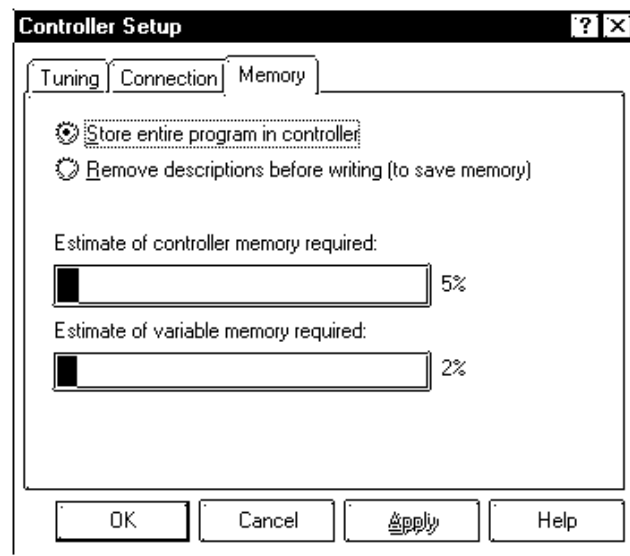 Controller Setup
Tuning Connection Memory
Store entire program in controller
Remove descriptions before writing (to save memory)
Estimate of controller memory required:
5%
Estimate of variable memory required:
2%
OK Cancel Apply Help